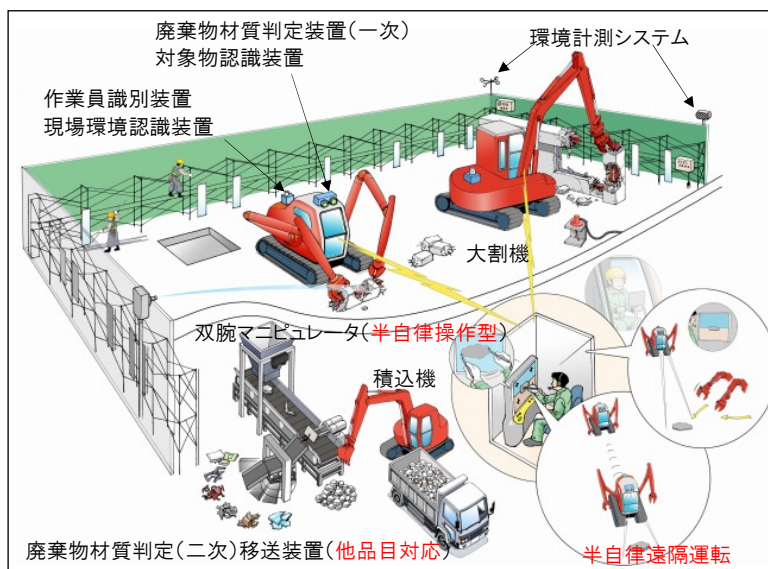 廃棄物材質判定装置(一次)
対象物認識装置
環境計測システム
作業員識別装置
現場環境認識装置
大割機
双腕マニピュレータ(半自律操作型)
積込機
廃棄物材質判定(二次)移送装置(他品目対応)
半自律遠隔運転